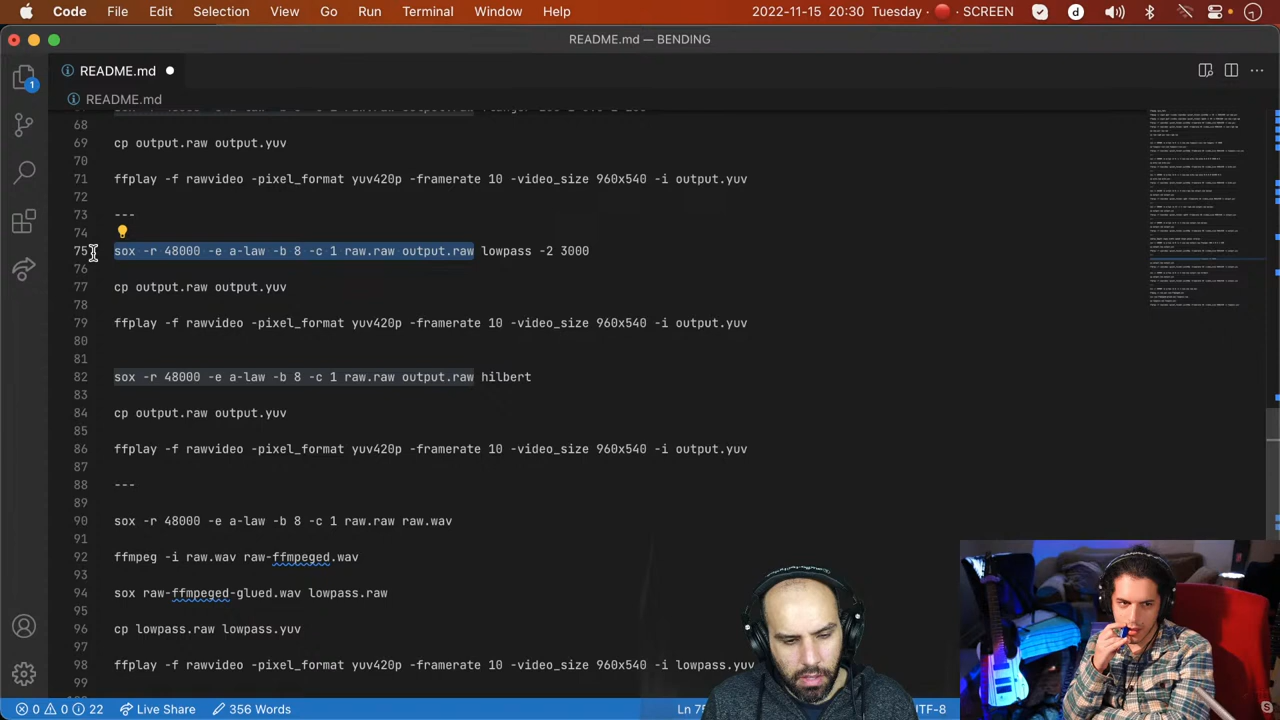 Code File Edit Selection View Go Run Terminal Window Help 2022-11-15 20:30 Tuesday SCREEN
README.md — BENDING
README.md
README.md
1
68
69 cp output.raw output.yuv
70
71 ffplay -f rawvideo -pixel_format yuv420p -framerate 10 -video_size 960x540 -i output.yuv
72
73 ---
74
75 sox -r 48000 -e a-law -b 8 -c 1 raw.raw output.raw lowpass -1 3000
76
77 cp output.raw output.yuv
78
79 ffplay -f rawvideo -pixel_format yuv420p -framerate 10 -video_size 960x540 -i output.yuv
80
81
82 sox -r 48000 -e a-law -b 8 -c 1 raw.raw output.raw hilbert
83
84 cp output.raw output.yuv
85
86 ffplay -f rawvideo -pixel_format yuv420p -framerate 10 -video_size 960x540 -i output.yuv
87
88 ---
89
90 sox -r 48000 -e a-law -b 8 -c 1 raw.raw raw.wav
91
92 ffmpeg -i raw.wav raw-ffmpeged.wav
93
94 sox raw-ffmpeged-glued.wav lowpass.raw
95
96 cp lowpass.raw lowpass.yuv
97
98 ffplay -f rawvideo -pixel_format yuv420p -framerate 10 -video_size 960x540 -i lowpass.yuv
99
0 0 22 Live Share 356 Words Ln 75 UTF-8